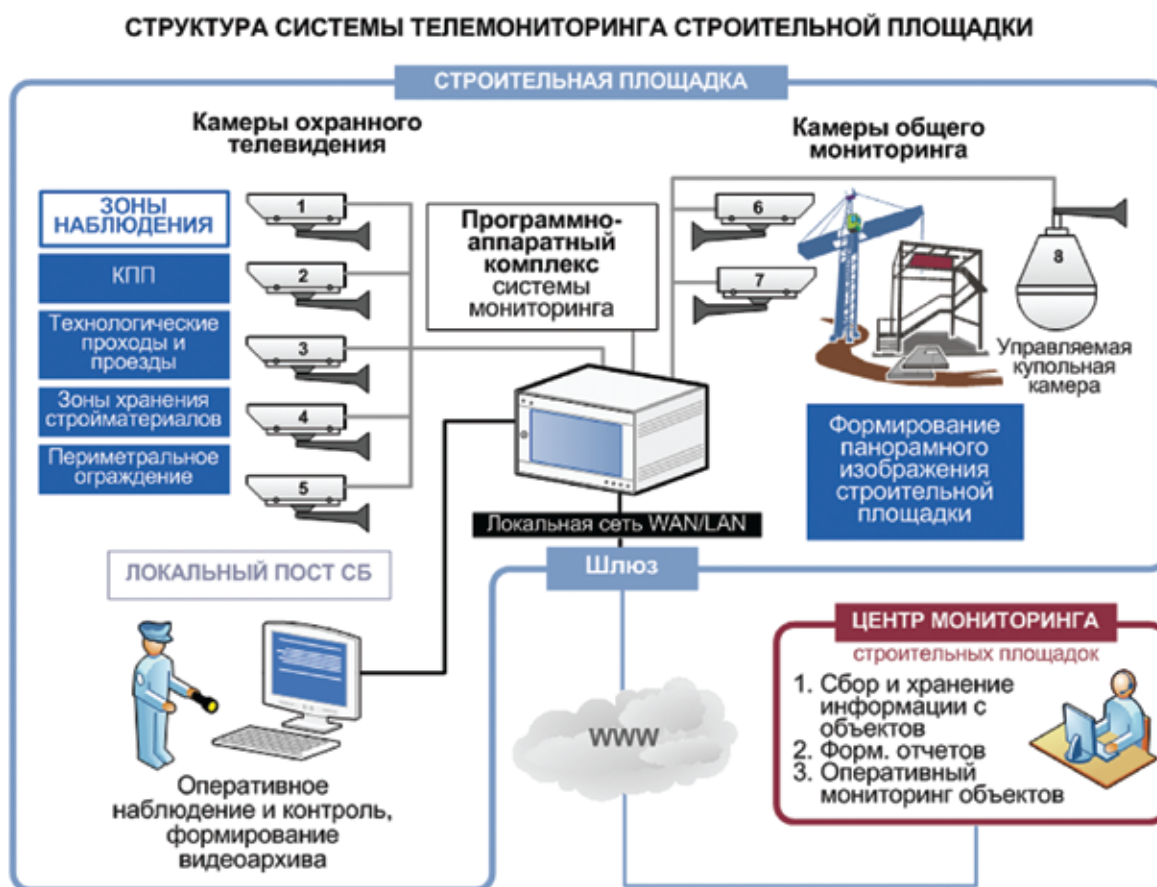 СТРУКТУРА СИСТЕМЫ ТЕЛЕМОНИТОРИНГА СТРОИТЕЛЬНОЙ ПЛОЩАДКИ
СТРОИТЕЛЬНАЯ ПЛОЩАДКА
Камеры охранного
телевидения
ЗОНЫ
НАБЛЮДЕНИЯ
КПП
Технологические
проходы и
проезды
Зоны хранения
стройматериалов
Периметральное
ограждение
1
2
3
4
5
Программно-
аппаратный
комплекс
системы
мониторинга
Камеры общего
мониторинга
6
7
8
Управляемая
купольная
камера
Формирование
панорамного
изображения
строительной
площадки
Локальная сеть WAN/LAN
Шлюз
ЛОКАЛЬНЫЙ ПОСТ СБ
Оперативное
наблюдение и контроль,
формирование
видеоархива
WWW
ЦЕНТР МОНИТОРИНГА
строительных площадок
1. Сбор и хранение
информации с
объектов
2. Форм. отчетов
3. Оперативный
мониторинг объектов